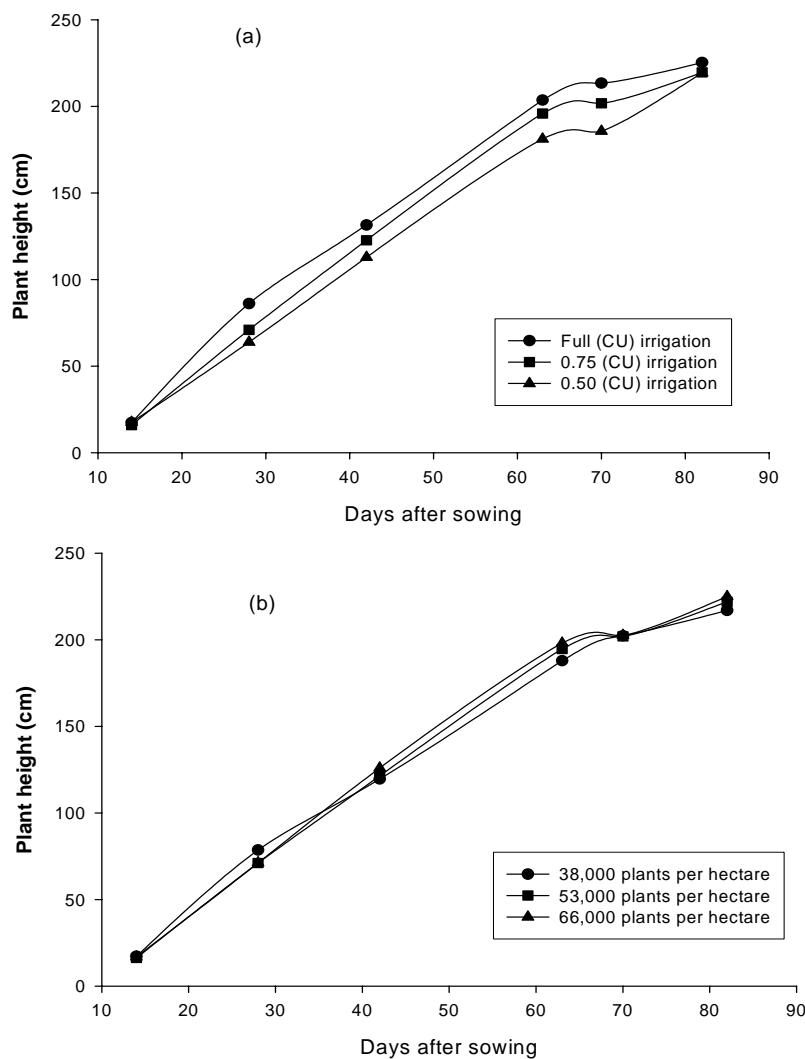 (a)
Plant height (cm)
250
200
150
100
50
0
Full (CU) irrigation
0.75 (CU) irrigation
0.50 (CU) irrigation
10 20 30 40 50 60 70 80 90
Days after sowing
(b)
Plant height (cm)
250
200
150
100
50
0
38,000 plants per hectare
53,000 plants per hectare
66,000 plants per hectare
10 20 30 40 50 60 70 80 90
Days after sowing